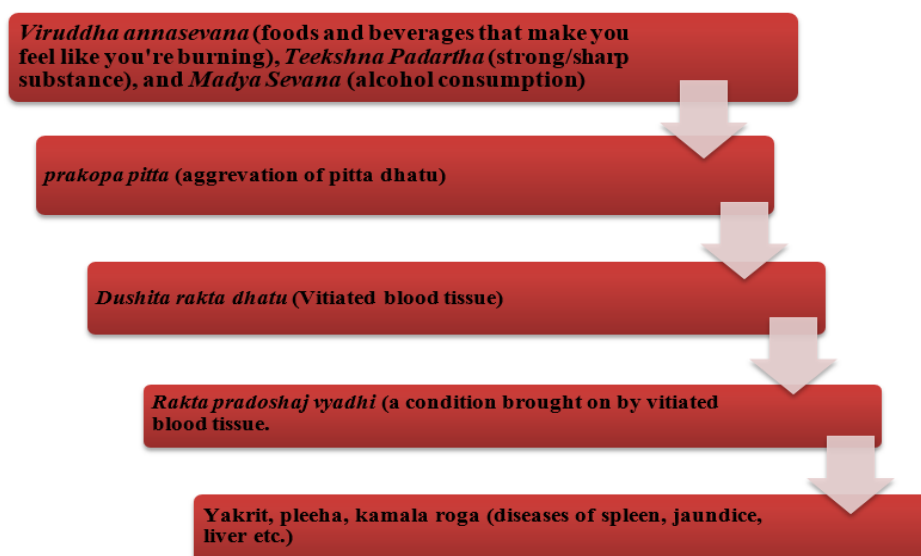 Viruddha annasevana (foods and beverages that make you
feel like you're burning), Teekshna Padartha (strong/sharp
substance), and Madya Sevana (alcohol consumption)
prakopa pitta (aggrevation of pitta dhatu)
Dushita rakta dhatu (Vitiated blood tissue)
Rakta pradoshaj vyadhi (a condition brought on by vitiated
blood tissue.
Yakrit, pleeha, kamala roga (diseases of spleen, jaundice,
liver etc.)